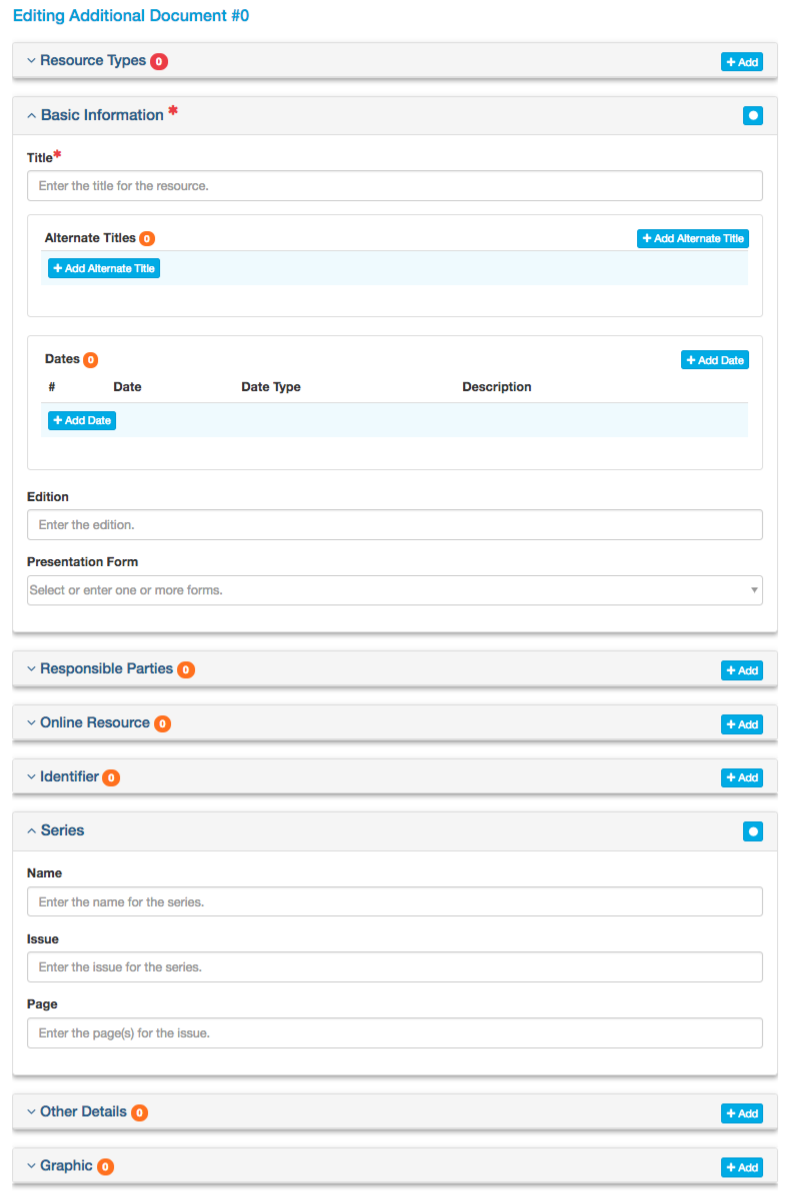 Editing Additional Document #0
Resource Types 0 + Add
Basic Information *
Title*
Enter the title for the resource.
Alternate Titles 0 + Add Alternate Title
+ Add Alternate Title
Dates 0 + Add Date
# Date Date Type Description
+ Add Date
Edition
Enter the edition.
Presentation Form
Select or enter one or more forms.
Responsible Parties 0 + Add
Online Resource 0 + Add
Identifier 0 + Add
Series
Name
Enter the name for the series.
Issue
Enter the issue for the series.
Page
Enter the page(s) for the issue.
Other Details 0 + Add
Graphic 0 + Add